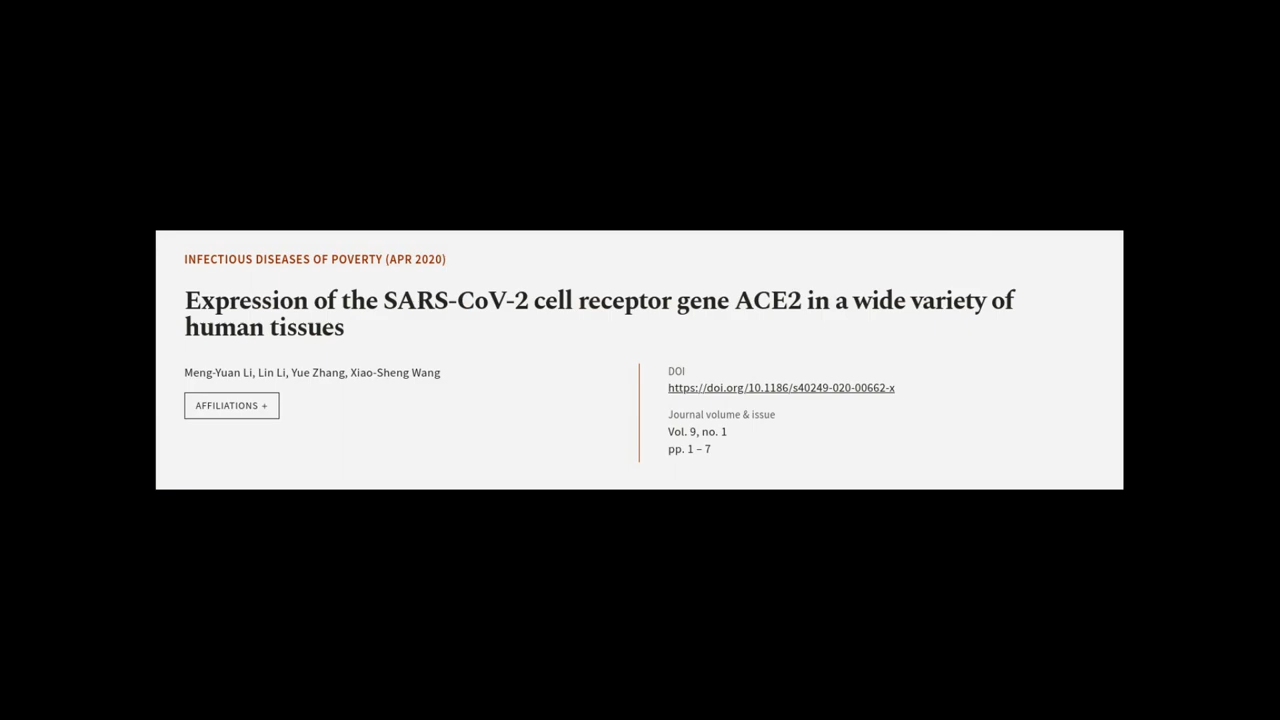 INFECTIOUS DISEASES OF POVERTY (APR 2020)
Expression of the SARS-CoV-2 cell receptor gene ACE2 in a wide variety of
human tissues
Meng-Yuan Li, Lin Li, Yue Zhang, Xiao-Sheng Wang
AFFILIATIONS +
DOI
https://doi.org/10.1186/s40249-020-00662-x
Journal volume & issue
Vol. 9, no. 1
pp. 1 – 7